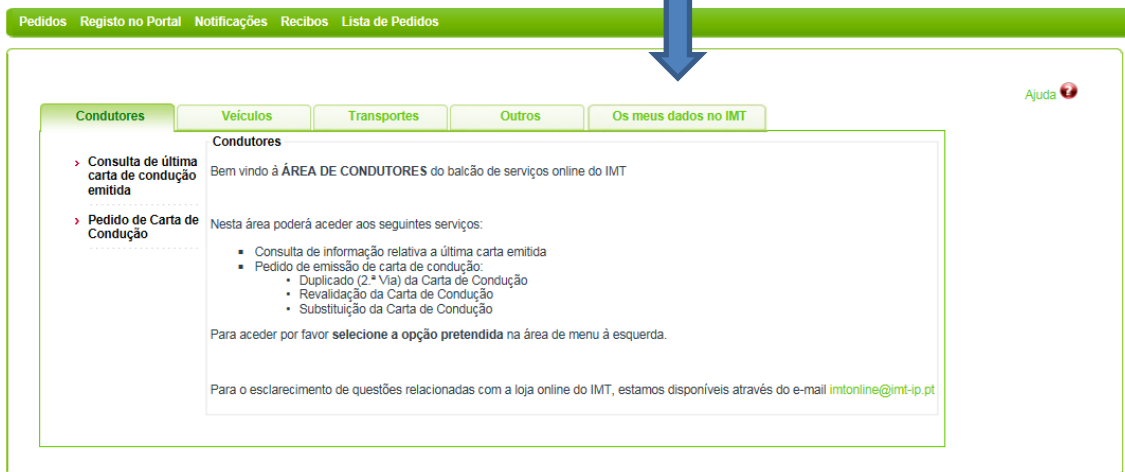 Pedidos Registo no Portal Notificações Recibos Lista de Pedidos
Ajuda ?
Condutores Veículos Transportes Outros Os meus dados no IMT
› Consulta de última
carta de condução
emitida
› Pedido de Carta de
Condução
Condutores
Bem vindo à ÁREA DE CONDUTORES do balcão de serviços online do IMT
Nesta área poderá aceder aos seguintes serviços:
▪ Consulta de informação relativa a última carta emitida
▪ Pedido de emissão de carta de condução:
• Duplicado (2.ª Via) da Carta de Condução
• Revalidação da Carta de Condução
• Substituição da Carta de Condução
Para aceder por favor selecione a opção pretendida na área de menu à esquerda.
Para o esclarecimento de questões relacionadas com a loja online do IMT, estamos disponíveis através do e-mail imtonline@imt-ip.pt